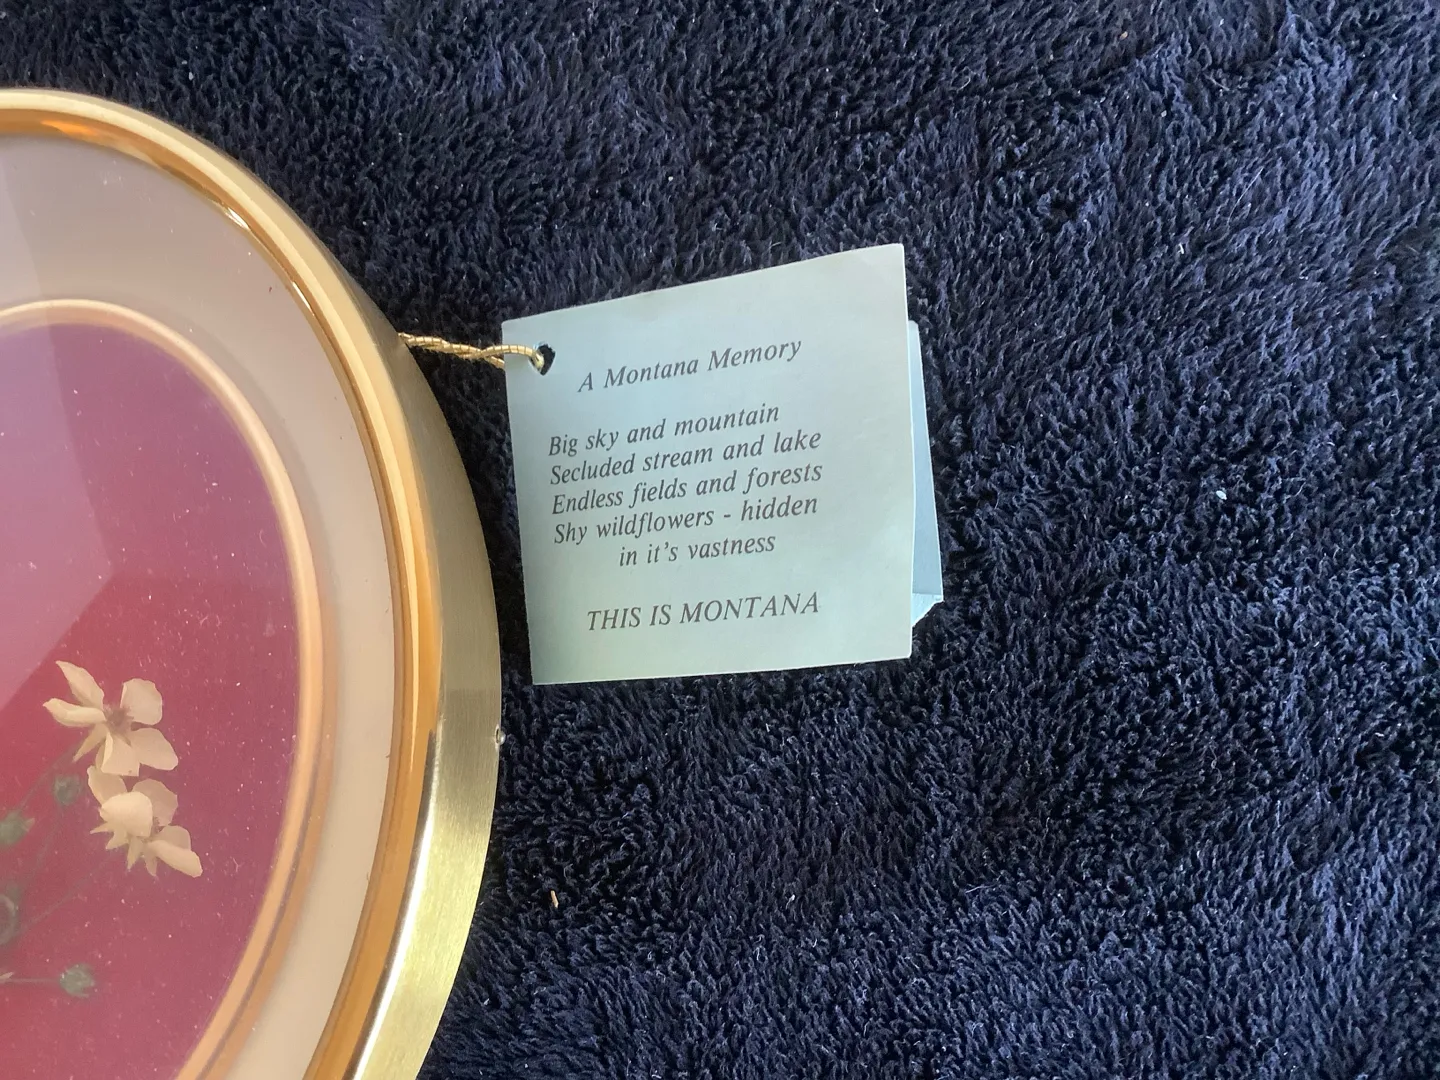 A Montana Memory
Big sky and mountain
Secluded stream and lake
Endless fields and forests
Shy wildflowers - hidden
in it's vastness
THIS IS MONTANA